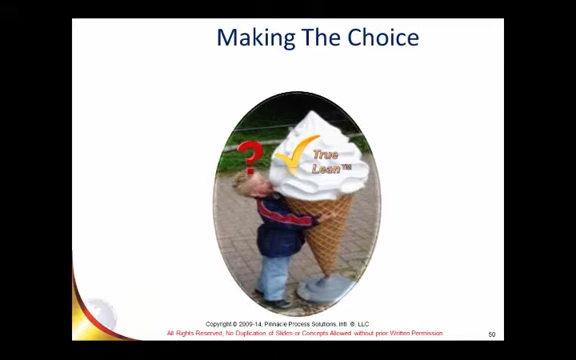 Making The Choice
?
True
Lean™
Copyright © 2009-14, Pinnacle Process Solutions, Intl ®, LLC
All Rights Reserved, No Duplication of Slides or Concepts Allowed without prior Written Permission
50